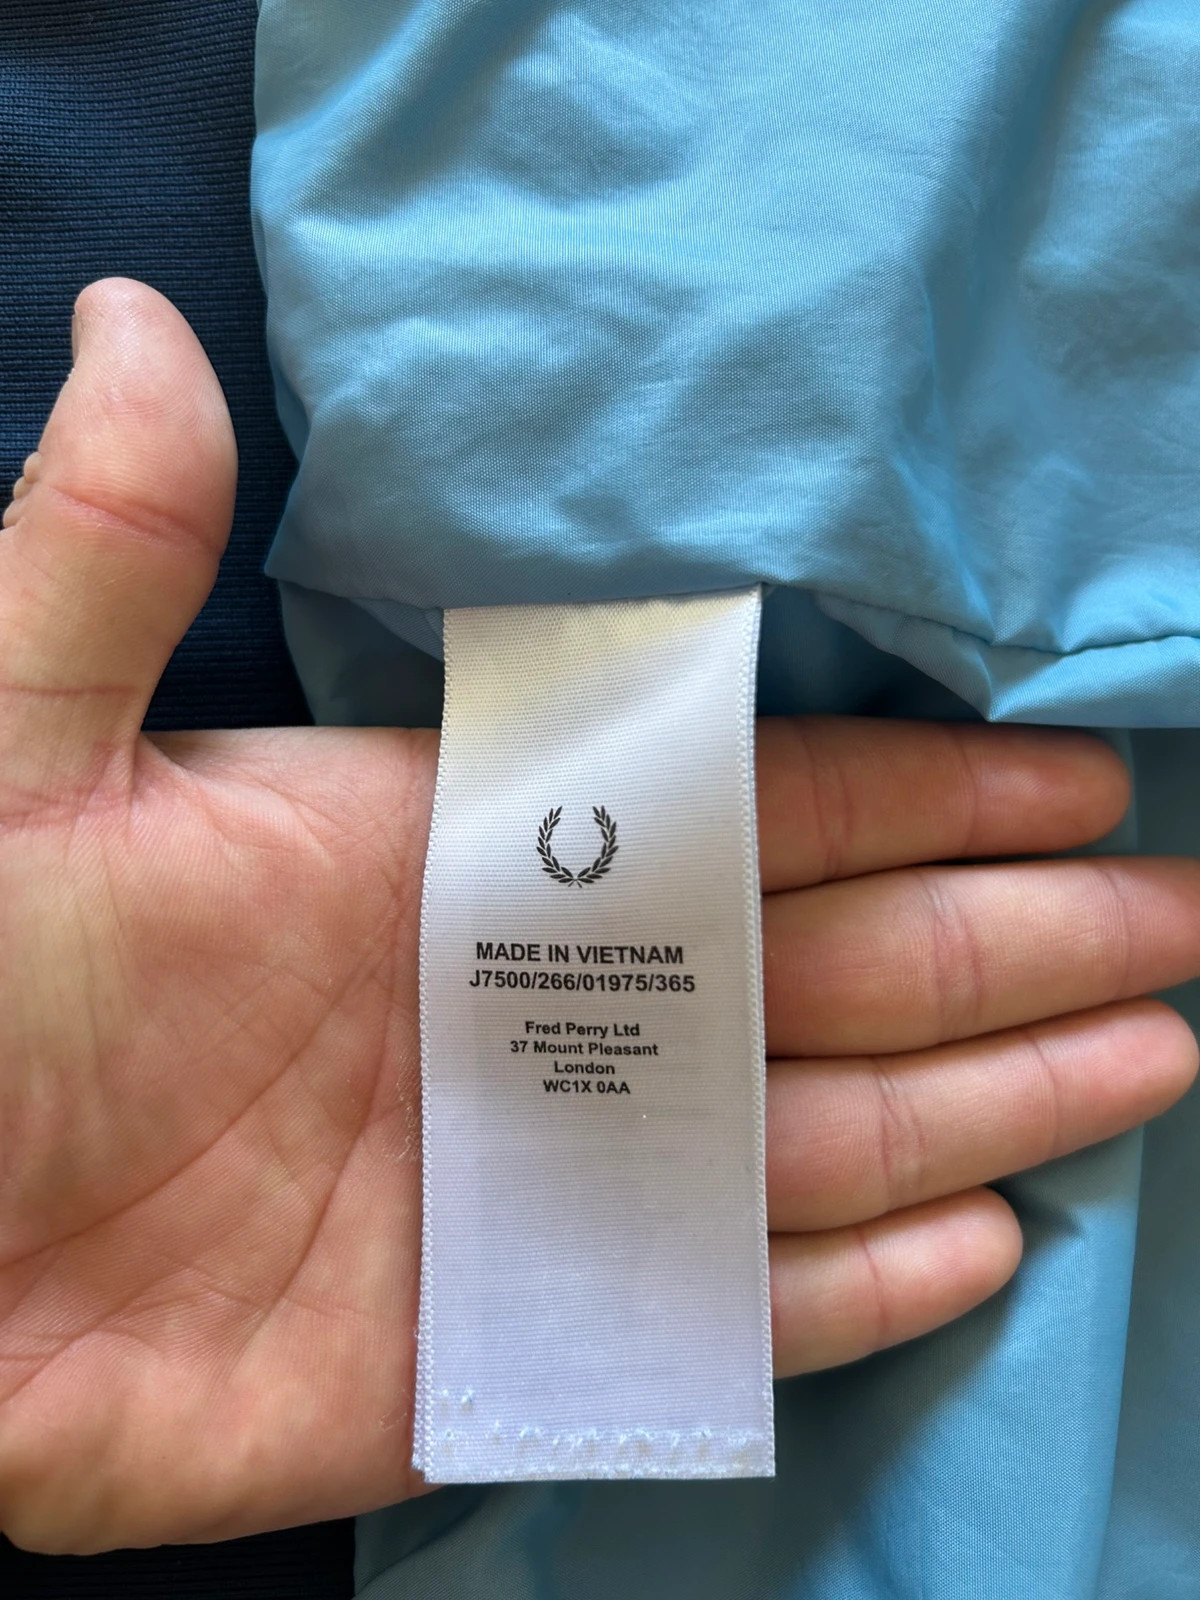 MADE IN VIETNAM
J7500/266/01975/365
Fred Perry Ltd
37 Mount Pleasant
London
WC1X 0AA